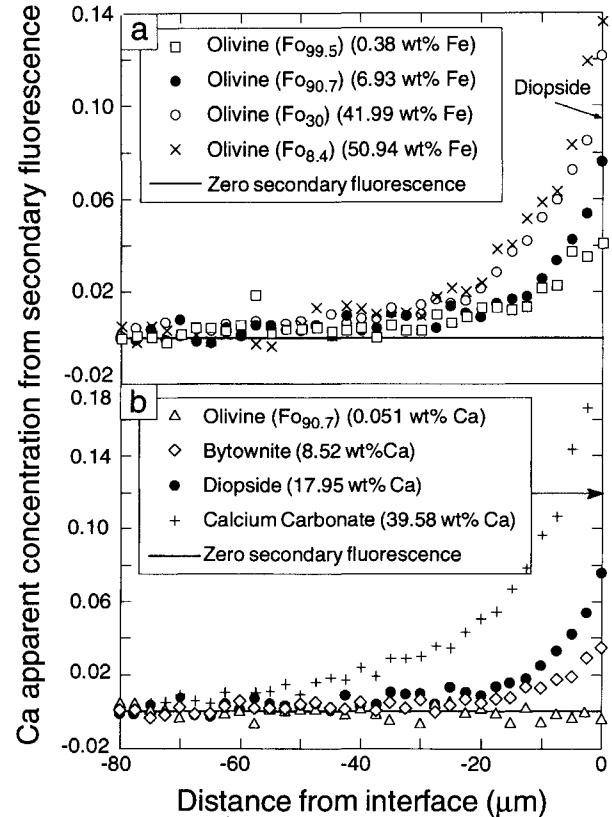 Ca apparent concentration from secondary fluorescence
a
□ Olivine (Fo99.5) (0.38 wt% Fe)
● Olivine (Fo90.7) (6.93 wt% Fe)
○ Olivine (Fo30) (41.99 wt% Fe)
× Olivine (Fo8.4) (50.94 wt% Fe)
Zero secondary fluorescence
Diopside
0.14
0.10
0.06
0.02
-0.02
b
△ Olivine (Fo90.7) (0.051 wt% Ca)
◇ Bytownite (8.52 wt%Ca)
● Diopside (17.95 wt% Ca)
+ Calcium Carbonate (39.58 wt% Ca)
Zero secondary fluorescence
0.18
0.14
0.10
0.06
0.02
-0.02
-80 -60 -40 -20 0
Distance from interface (μm)